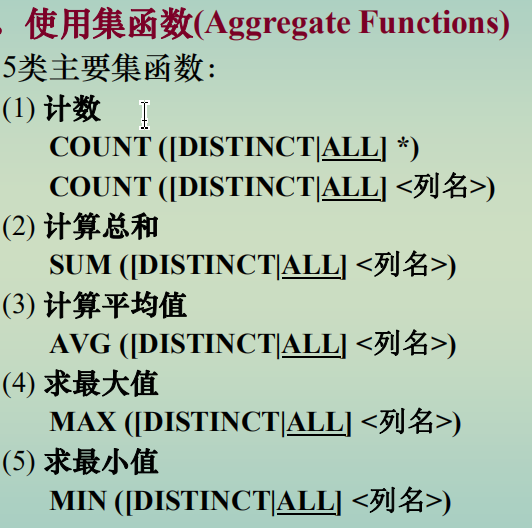 . 使用集函数(Aggregate Functions)
5类主要集函数：
(1) 计数
COUNT ([DISTINCT|ALL] *)
COUNT ([DISTINCT|ALL] <列名>)
(2) 计算总和
SUM ([DISTINCT|ALL] <列名>)
(3) 计算平均值
AVG ([DISTINCT|ALL] <列名>)
(4) 求最大值
MAX ([DISTINCT|ALL] <列名>)
(5) 求最小值
MIN ([DISTINCT|ALL] <列名>)